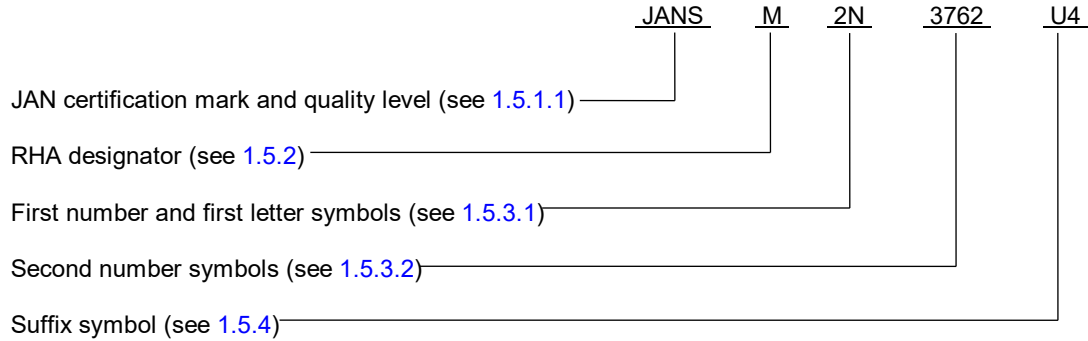 JANS M 2N 3762 U4
JAN certification mark and quality level (see 1.5.1.1)
RHA designator (see 1.5.2)
First number and first letter symbols (see 1.5.3.1)
Second number symbols (see 1.5.3.2)
Suffix symbol (see 1.5.4)